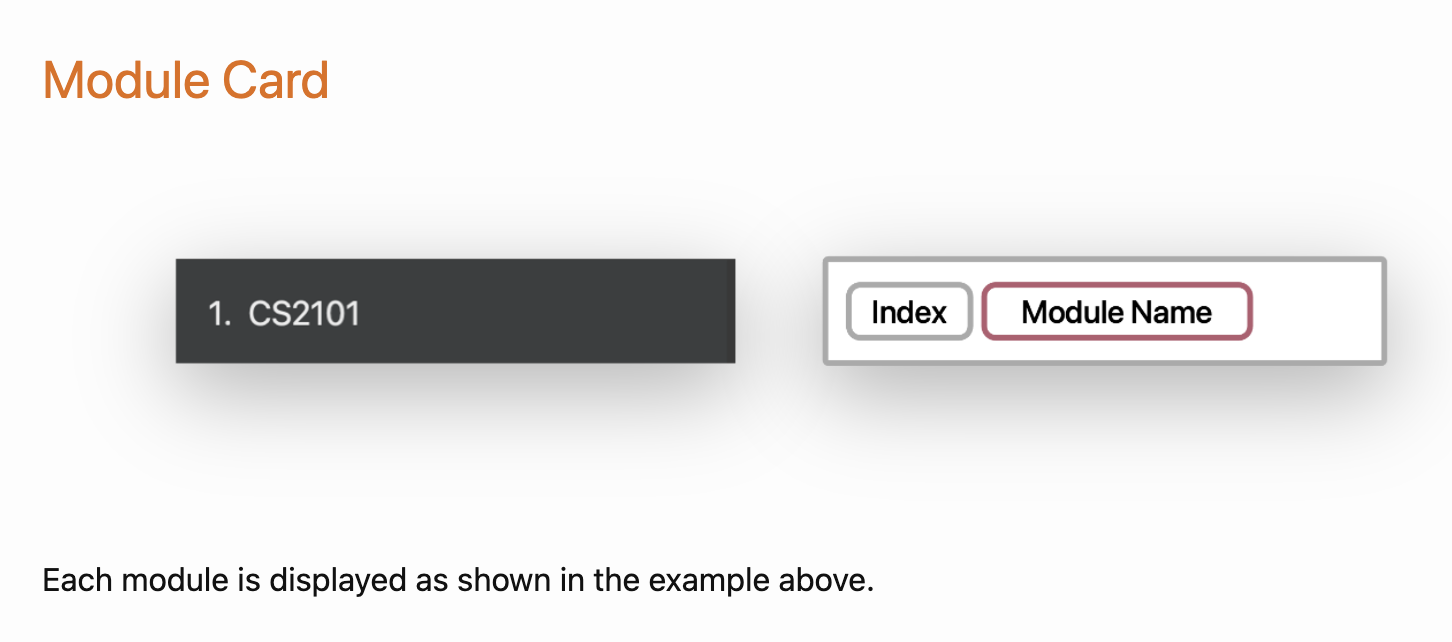 Module Card
1. CS2101
Index Module Name
Each module is displayed as shown in the example above.